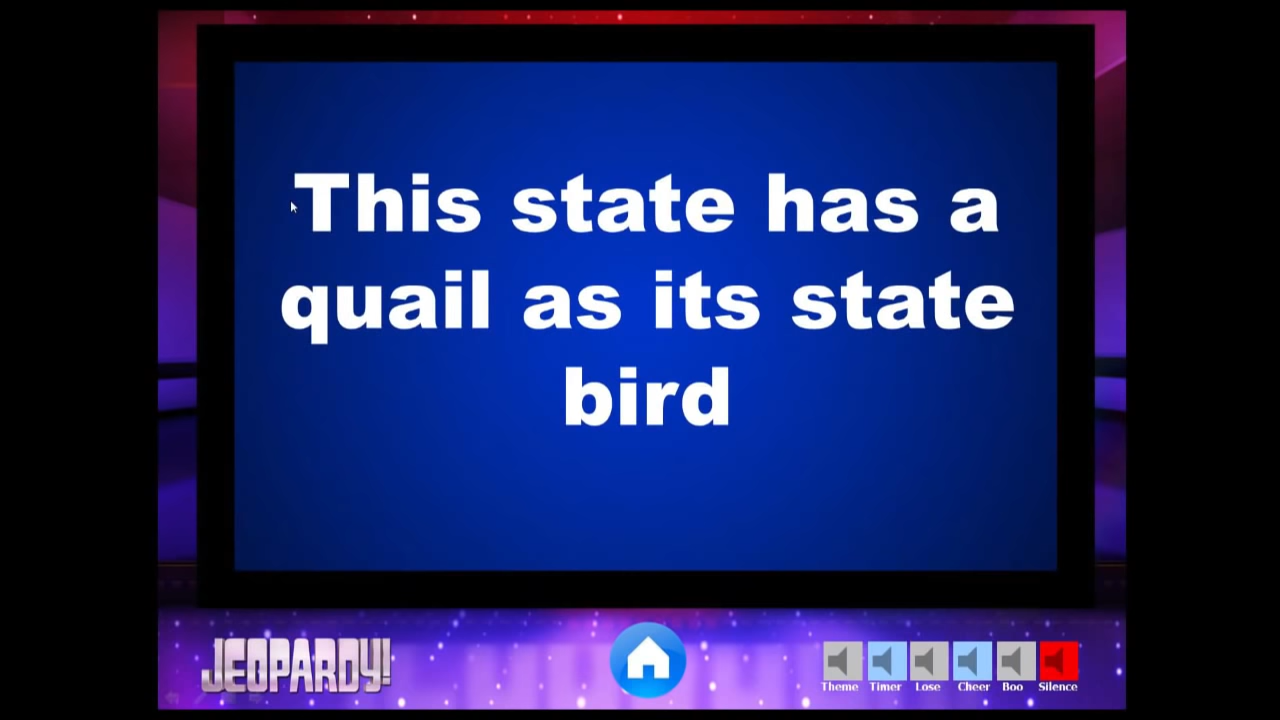 This state has a
quail as its state
bird
JEOPARDY!
Theme Timer Lose Cheer Boo Silence